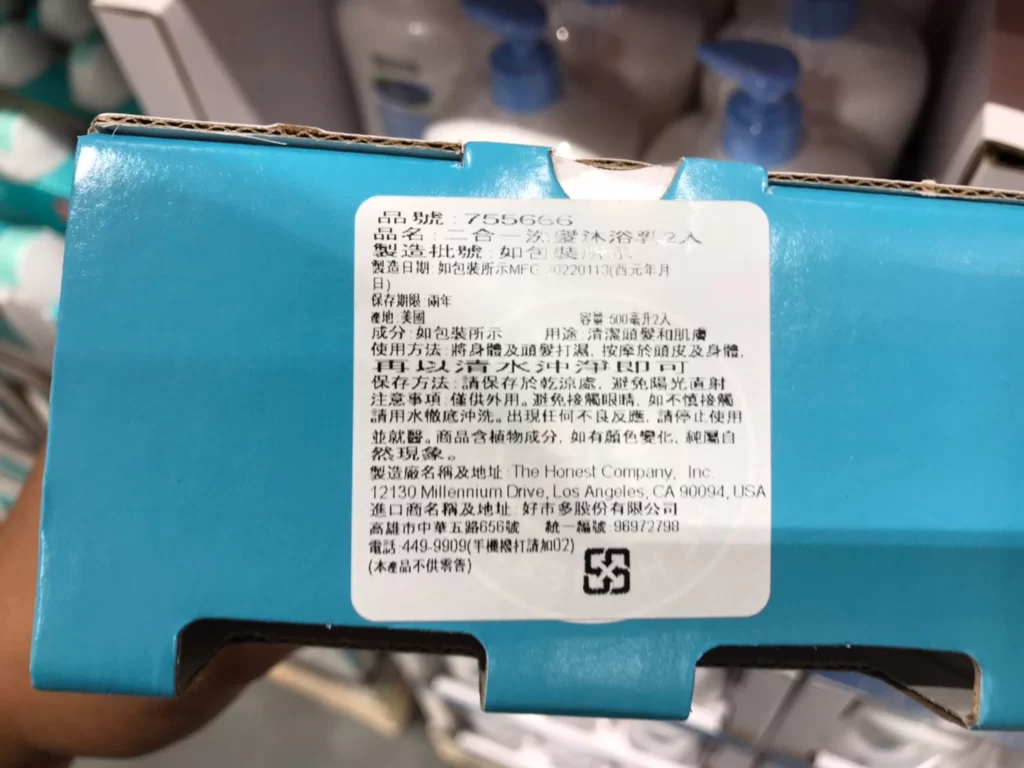 品號:755666
品名:二合一洗髮沐浴乳2入
製造批號:如包裝所示
製造日期:如包裝所示MFG 20220113(西元年月
日)
保存期限:兩年
產地:美國 容量:500毫升2入
成分:如包裝所示 用途:清潔頭髮和肌膚
使用方法:將身體及頭髮打濕, 按摩於頭皮及身體,
再以清水沖淨即可
保存方法:請保存於乾涼處, 避免陽光直射
注意事項:僅供外用。避免接觸眼睛, 如不慎接觸
請用水徹底沖洗。出現任何不良反應, 請停止使用
並就醫。商品含植物成分, 如有顏色變化、純屬自
然現象。
製造廠名稱及地址:The Honest Company, Inc.
12130 Millennium Drive, Los Angeles, CA 90094, USA
進口商名稱及地址:好市多股份有限公司
高雄市中華五路656號 統一編號:96972798
電話:449-9909(手機撥打請加02)
(本產品不供零售)